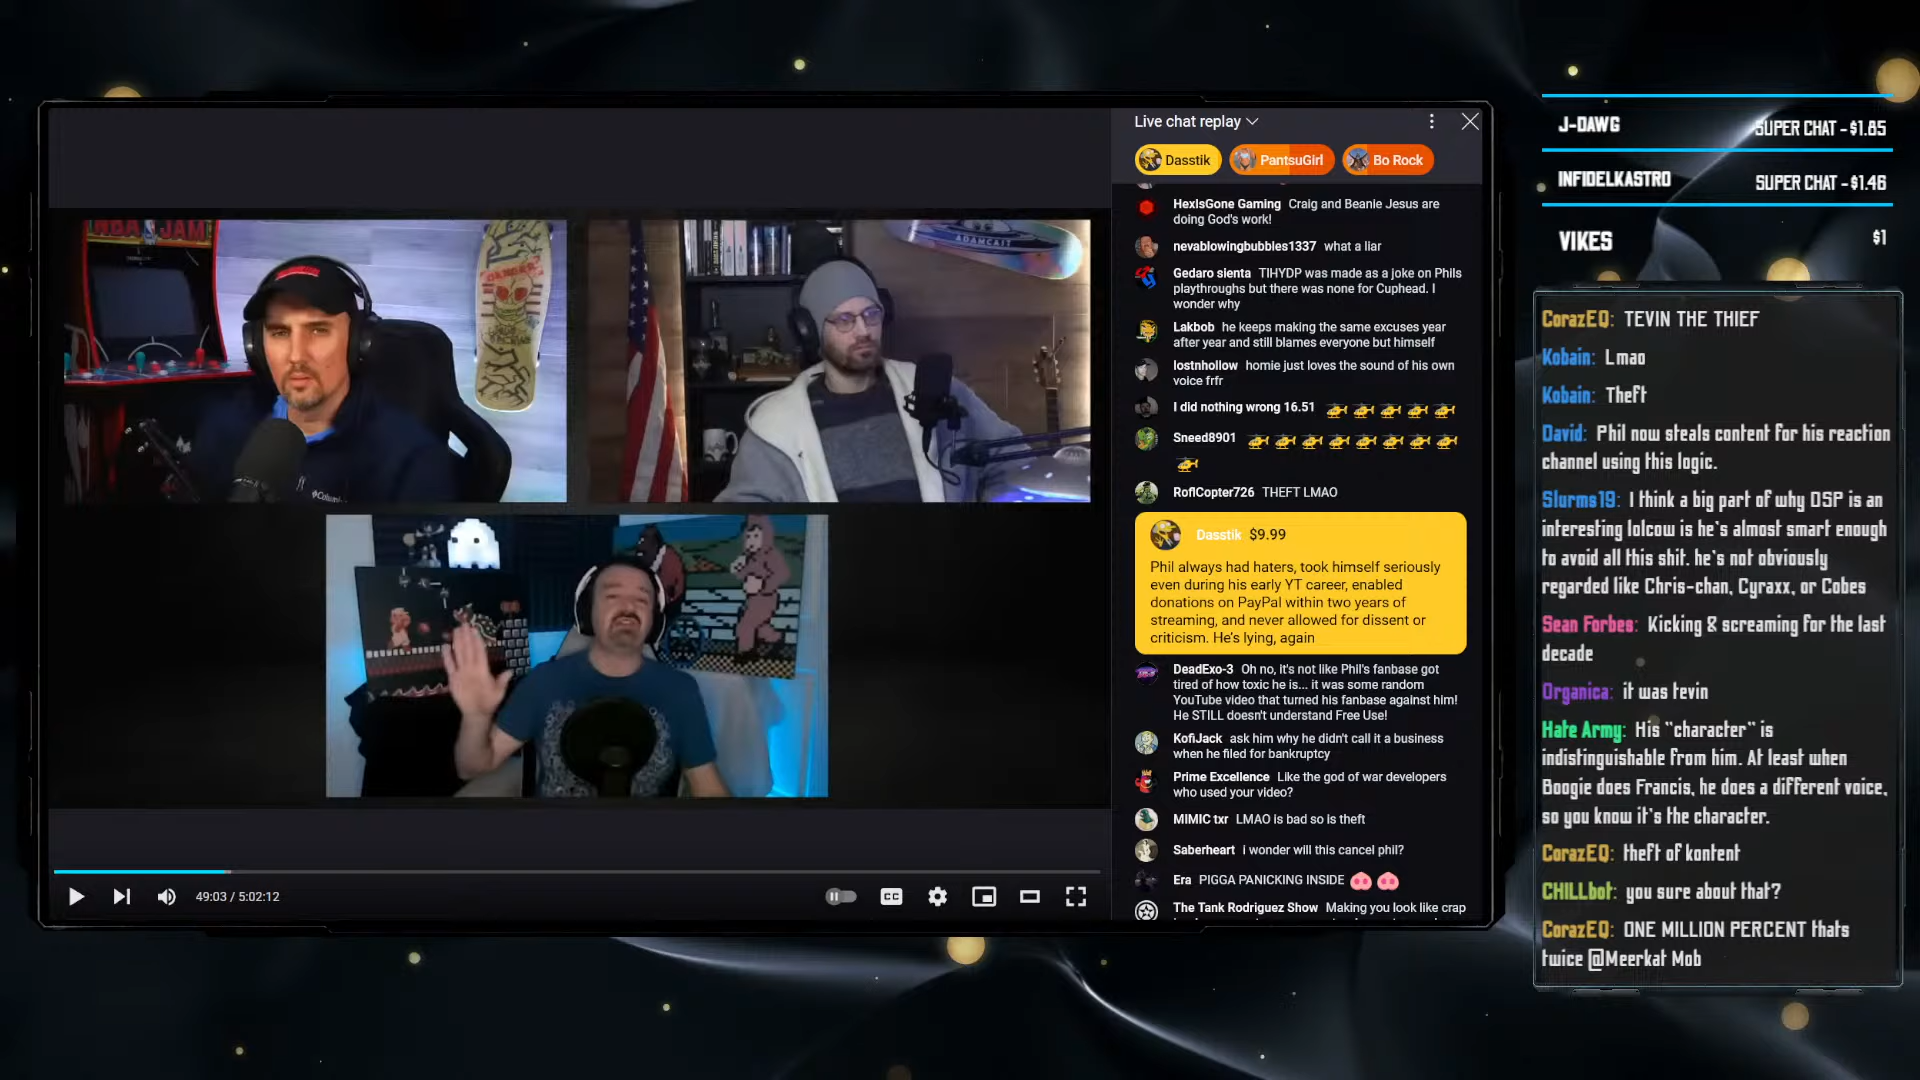 NBA JAM
ADAMCAIT
Columbia
49:03 / 5:02:12
CC
Live chat replay
Dasstik
PantsuGirl
Bo Rock
HexIsGone Gaming Craig and Beanie Jesus are
doing God's work!
nevablowingbubbles1337 what a liar
Gedaro sienta TIHYDP was made as a joke on Phils
playthroughs but there was none for Cuphead. I
wonder why
Lakbob he keeps making the same excuses year
after year and still blames everyone but himself
lostnhollow homie just loves the sound of his own
voice frfr
I did nothing wrong 16.51
Sneed8901
RoflCopter726 THEFT LMAO
Dasstik $9.99
Phil always had haters, took himself seriously
even during his early YT career, enabled
donations on PayPal within two years of
streaming, and never allowed for dissent or
criticism. He's lying, again
DeadExo-3 Oh no, it's not like Phil's fanbase got
tired of how toxic he is... it was some random
YouTube video that turned his fanbase against him!
He STILL doesn't understand Free Use!
KofiJack ask him why he didn't call it a business
when he filed for bankruptcy
Prime Excellence Like the god of war developers
who used your video?
MIMIC txr LMAO is bad so is theft
Saberheart i wonder will this cancel phil?
Era PIGGA PANICKING INSIDE
The Tank Rodriguez Show Making you look like crap
J-DAWG
SUPER CHAT - $1.85
INFIDELKASTRO
SUPER CHAT - $1.46
VIKES
$1
CorazEQ: TEVIN THE THIEF
Kobain: Lmao
Kobain: Theft
David: Phil now steals content for his reaction
channel using this logic.
Slurms19: I think a big part of why DSP is an
interesting lolcow is he's almost smart enough
to avoid all this shit. he's not obviously
regarded like Chris-chan, Cyraxx, or Cobes
Sean Forbes: Kicking & screaming for the last
decade
Organica: it was tevin
Hate Army: His "character" is
indistinguishable from him. At least when
Boogie does Francis, he does a different voice,
so you know it's the character.
CorazEQ: theft of kontent
CHILLbot: you sure about that?
CorazEQ: ONE MILLION PERCENT thats
twice @Meerkat Mob